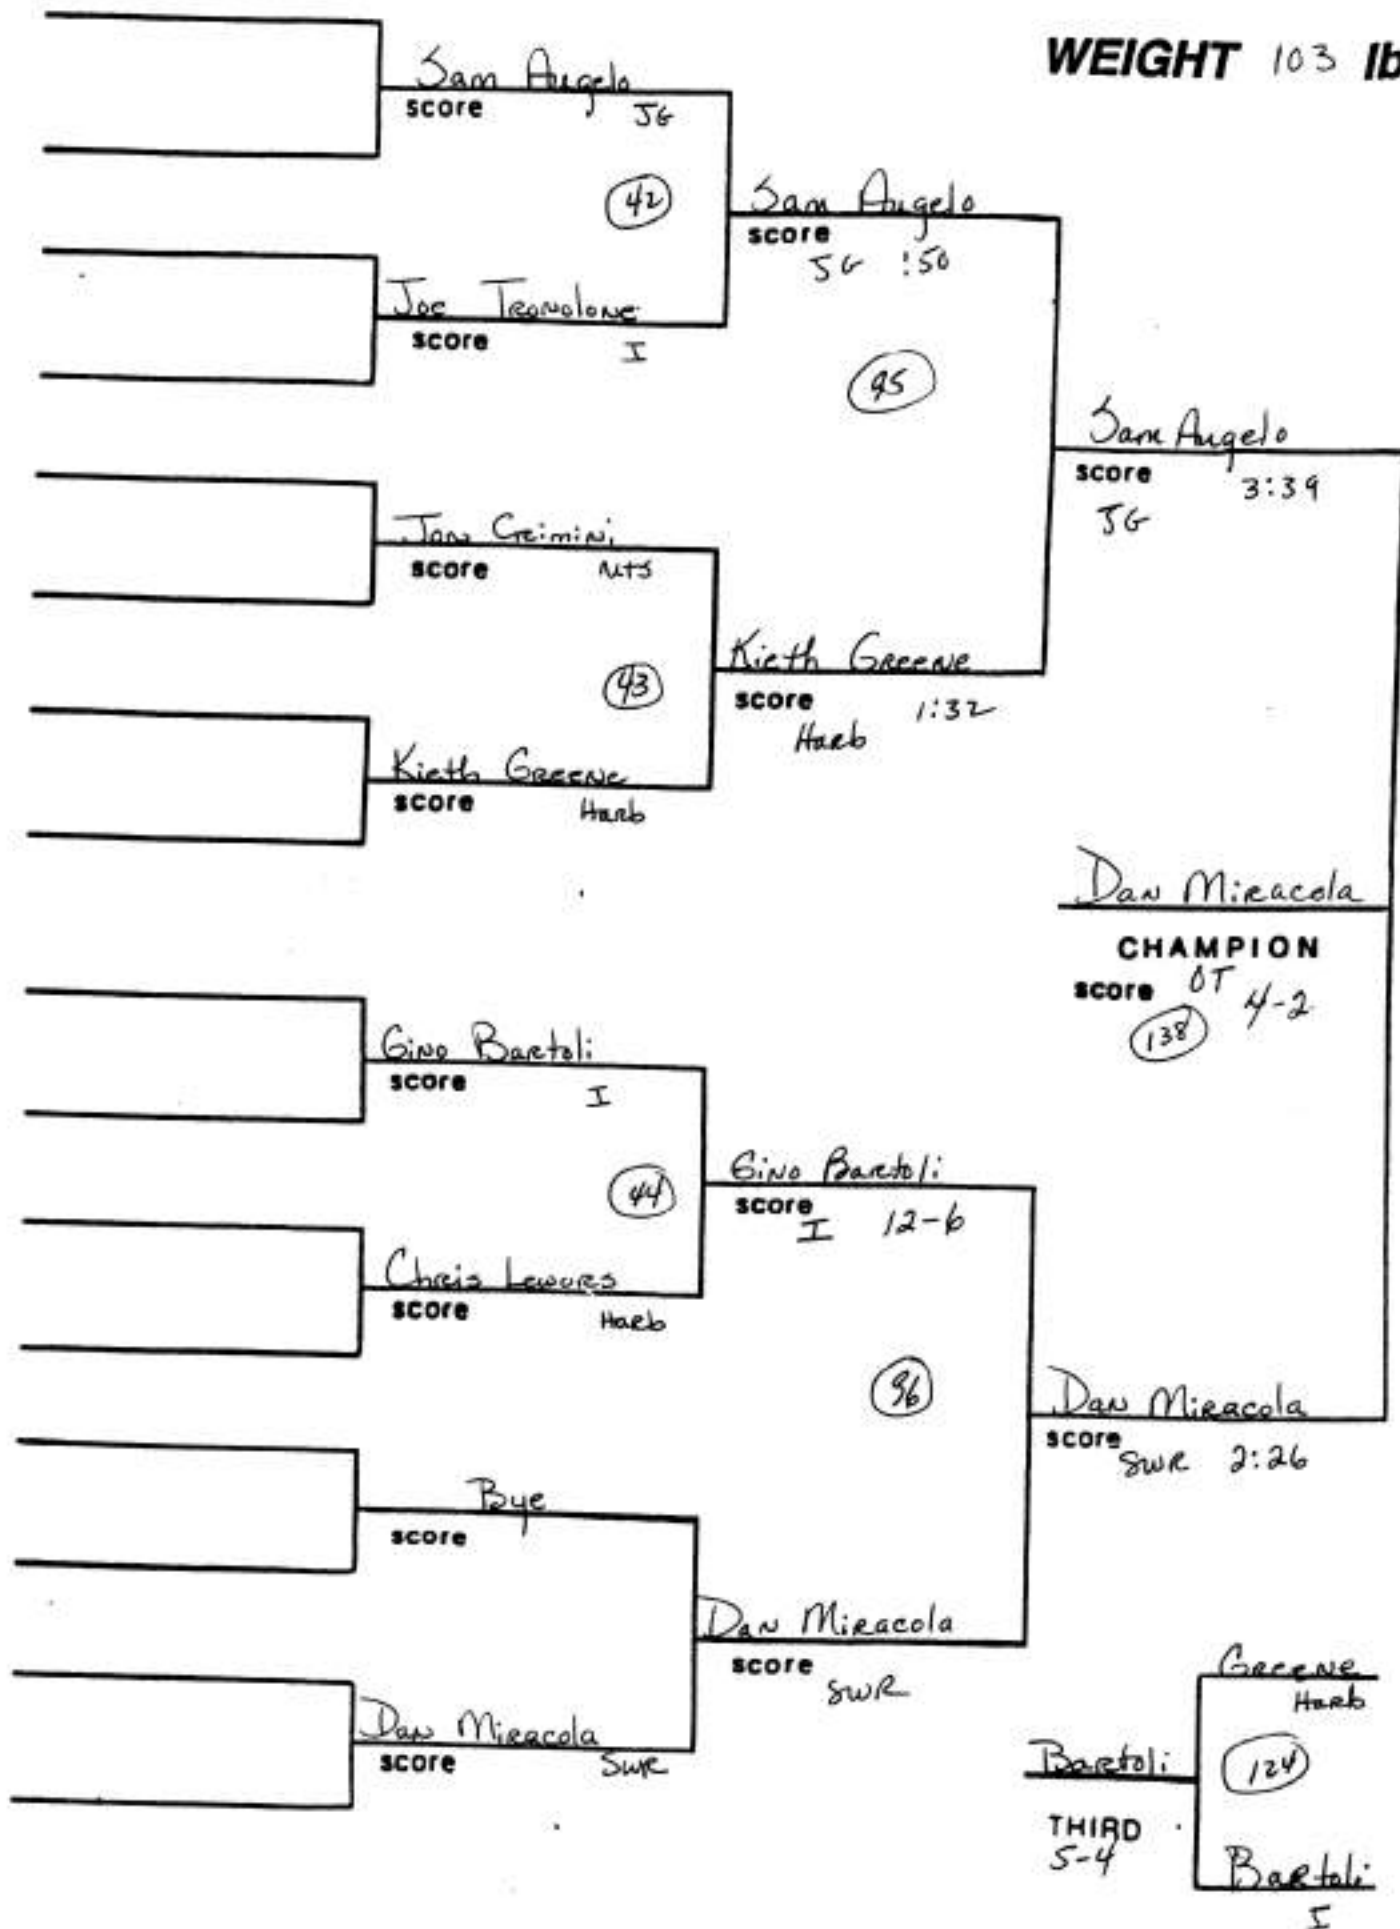 WEIGHT 103 lb
Sam Angelo
score JG
42
Joe Tronolone
score I
Sam Angelo
score
JG :50
95
Jon Geimini
score MtS
43
Kieth Greene
score Harb
Kieth Greene
score 1:32
Harb
Sam Angelo
score 3:39
JG
Dan Miracola
CHAMPION
score OT 4-2
138
Gino Bartoli
score I
44
Chris Lewurs
score Harb
Gino Bartoli
score I 12-6
96
Bye
score
Dan Miracola
score SWR
Dan Miracola
score SWR
Dan Miracola
score SWR 2:26
Greene
Harb
124
Bartoli
I
Bartoli
THIRD
5-4